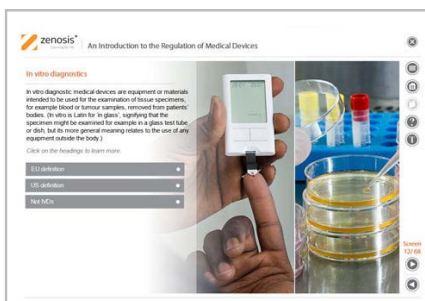 zenosis®
An Introduction to the Regulation of Medical Devices
In vitro diagnostics
In vitro diagnostic medical devices are equipment or materials
intended to be used for the examination of tissue specimens,
for example blood or tumour samples, removed from patients'
bodies. (In vitro is Latin for 'in glass', signifying that the
specimen might be examined for example in a glass test tube
or dish, but its more general meaning relates to the use of any
equipment outside the body.)
Click on the headings to learn more.
EU definition
US definition
Not IVDs
Screen
12/ 68